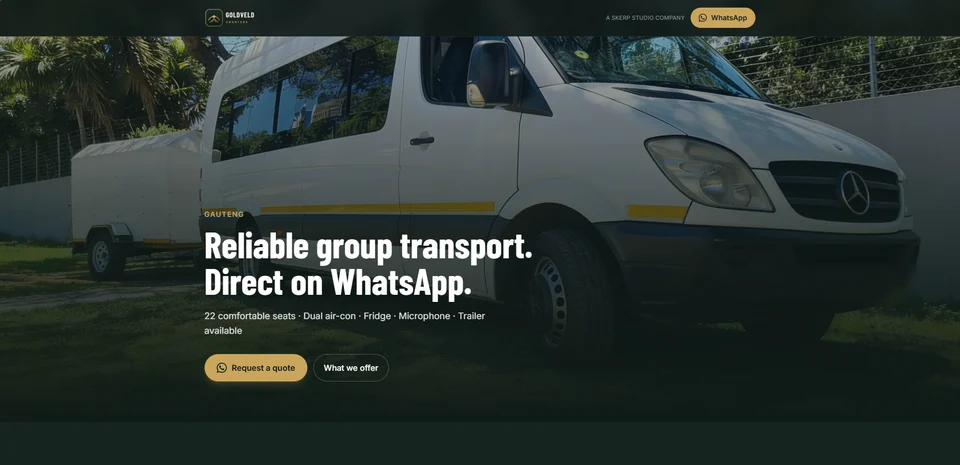 GOLDVELD
CHARTERS
A SKERP STUDIO COMPANY
WhatsApp
GAUTENG
Reliable group transport.
Direct on WhatsApp.
22 comfortable seats · Dual air-con · Fridge · Microphone · Trailer
available
Request a quote
What we offer